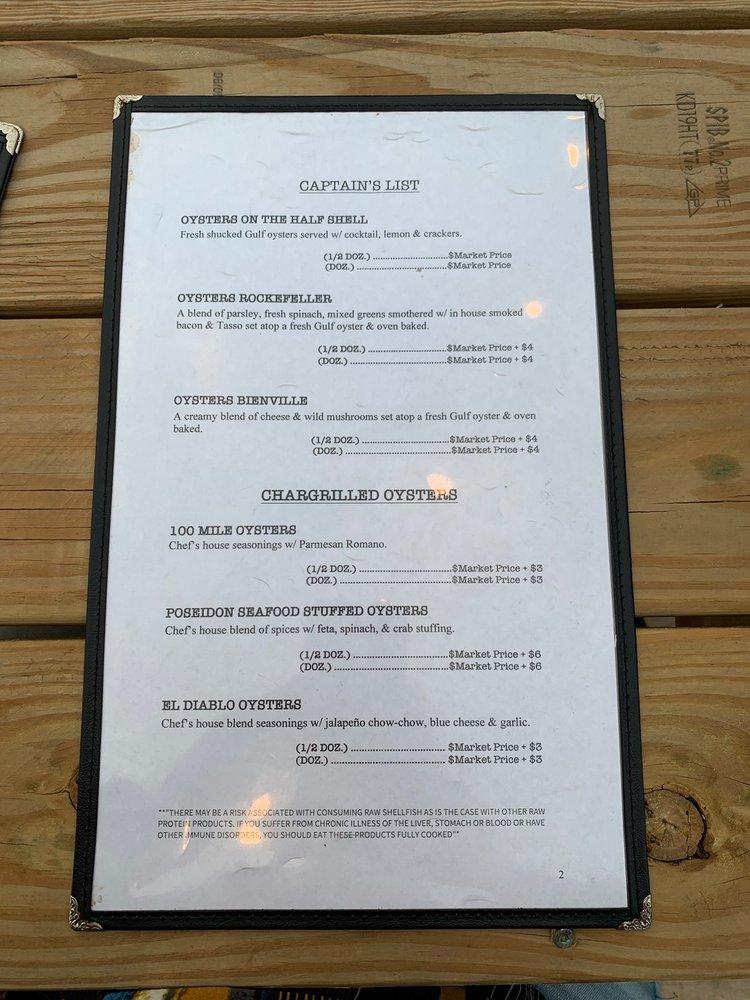 CAPTAIN'S LIST
OYSTERS ON THE HALF SHELL
Fresh shucked Gulf oysters served w/ cocktail, lemon & crackers.
(1/2 DOZ.) ..........................$Market Price
(DOZ.) ...............................$Market Price
OYSTERS ROCKEFELLER
A blend of parsley, fresh spinach, mixed greens smothered w/ in house smoked
bacon & Tasso set atop a fresh Gulf oyster & oven baked.
(1/2 DOZ.) ...........................$Market Price + $4
(DOZ.) .................................$Market Price + $4
OYSTERS BIENVILLE
A creamy blend of cheese & wild mushrooms set atop a fresh Gulf oyster & oven
baked.
(1/2 DOZ.) ..............................$Market Price + $4
(DOZ.) ....................................$Market Price + $4
CHARGRILLED OYSTERS
100 MILE OYSTERS
Chef's house seasonings w/ Parmesan Romano.
(1/2 DOZ.) ................................$Market Price + $3
(DOZ.) .....................................$Market Price + $3
POSEIDON SEAFOOD STUFFED OYSTERS
Chef's house blend of spices w/ feta, spinach, & crab stuffing.
(1/2 DOZ.) ................................$Market Price + $6
(DOZ.) ......................................$Market Price + $6
EL DIABLO OYSTERS
Chef's house blend seasonings w/ jalapeño chow-chow, blue cheese & garlic.
(1/2 DOZ.) ............................... $Market Price + $3
(DOZ.) ..................................... $Market Price + $3
**"THERE MAY BE A RISK ASSOCIATED WITH CONSUMING RAW SHELLFISH AS IS THE CASE WITH OTHER RAW
PROTEIN PRODUCTS. IF YOU SUFFER FROM CHRONIC ILLNESS OF THE LIVER, STOMACH OR BLOOD OR HAVE
OTHER IMMUNE DISORDERS, YOU SHOULD EAT THESE PRODUCTS FULLY COOKED"*
2
PRIME
KD19HT
GP